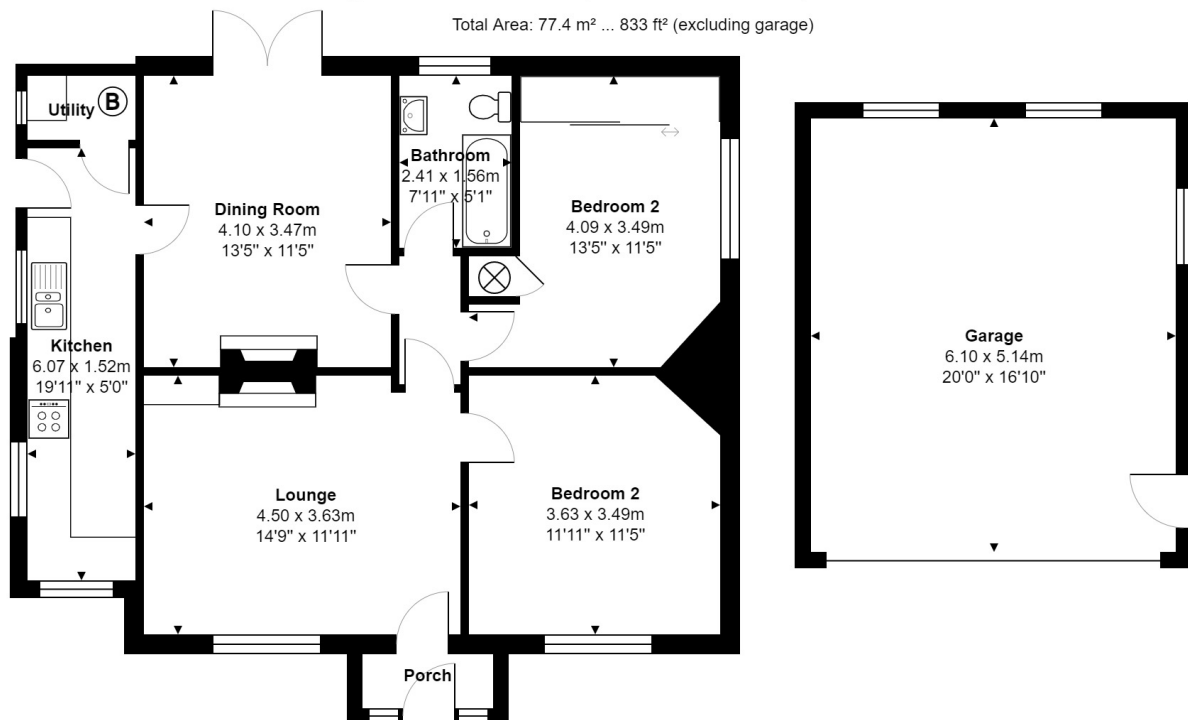 Total Area: 77.4 m² ... 833 ft² (excluding garage)
Utility B
Dining Room
4.10 x 3.47m
13'5" x 11'5"
Bathroom
2.41 x 1.56m
7'11" x 5'1"
Bedroom 2
4.09 x 3.49m
13'5" x 11'5"
Kitchen
6.07 x 1.52m
19'11" x 5'0"
Garage
6.10 x 5.14m
20'0" x 16'10"
Lounge
4.50 x 3.63m
14'9" x 11'11"
Bedroom 2
3.63 x 3.49m
11'11" x 11'5"
Porch